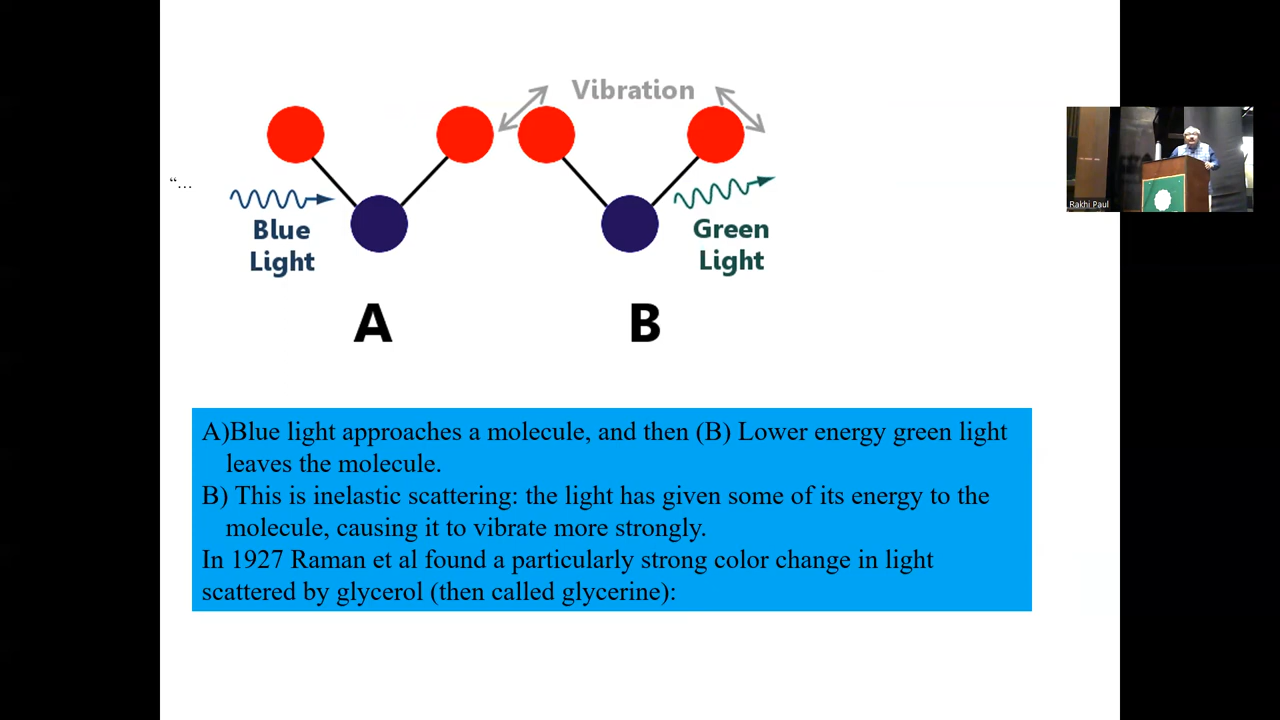 Vibration
“...
Blue
Light
Green
Light
A
B
Rakhi Paul
A)Blue light approaches a molecule, and then (B) Lower energy green light
leaves the molecule.
B) This is inelastic scattering: the light has given some of its energy to the
molecule, causing it to vibrate more strongly.
In 1927 Raman et al found a particularly strong color change in light
scattered by glycerol (then called glycerine):